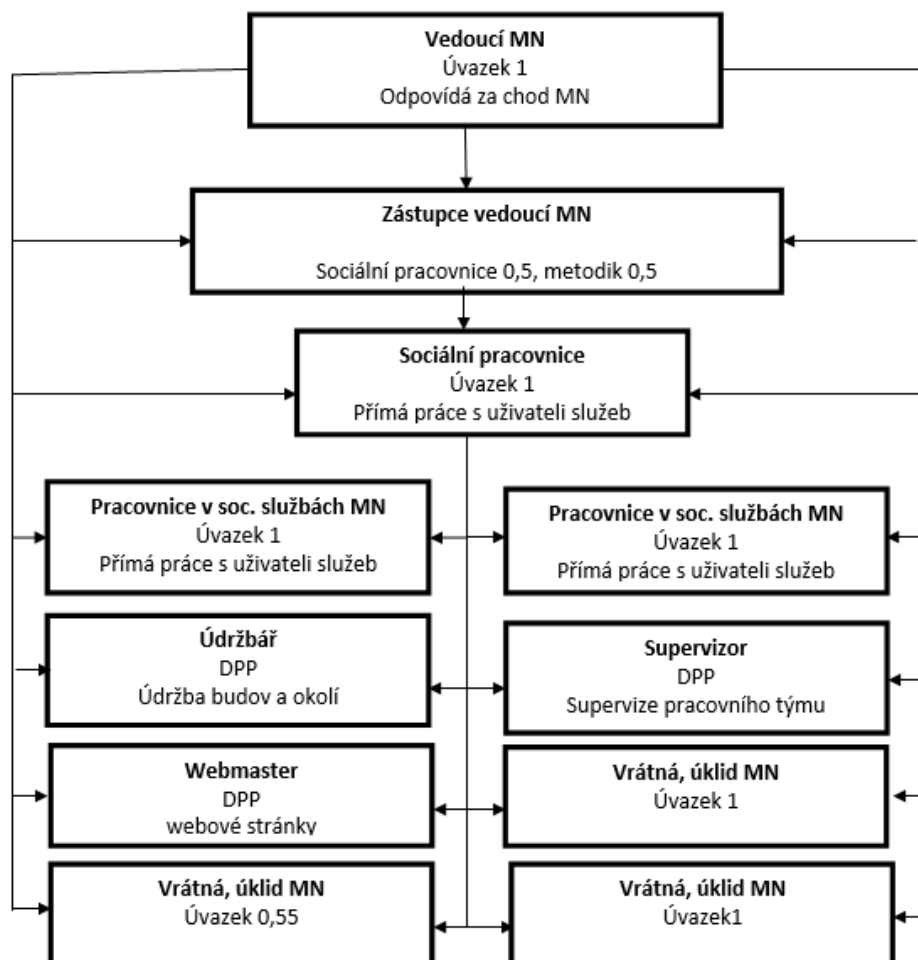 Vedoucí MN
Úvazek 1
Odpovídá za chod MN
Zástupce vedoucí MN
Sociální pracovnice 0,5, metodik 0,5
Sociální pracovnice
Úvazek 1
Přímá práce s uživateli služeb
Pracovnice v soc. službách MN
Úvazek 1
Přímá práce s uživateli služeb
Pracovnice v soc. službách MN
Úvazek 1
Přímá práce s uživateli služeb
Údržbář
DPP
Údržba budov a okolí
Supervizor
DPP
Supervize pracovního týmu
Webmaster
DPP
webové stránky
Vrátná, úklid MN
Úvazek 1
Vrátná, úklid MN
Úvazek 0,55
Vrátná, úklid MN
Úvazek1